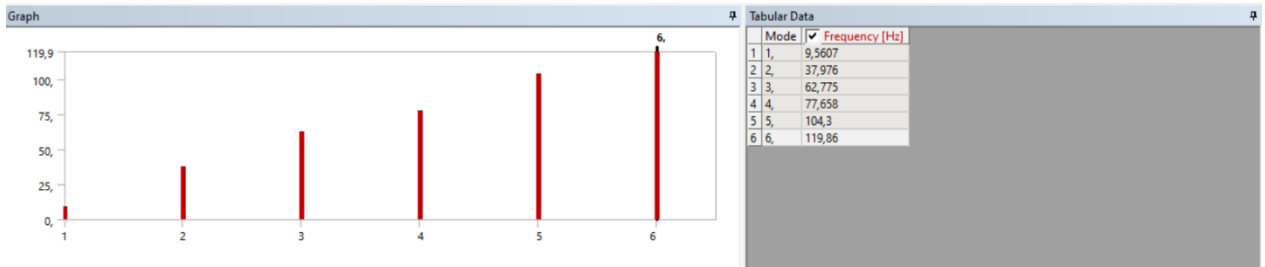 Graph
6,
119,9
100,
75,
50,
25,
0,
1 2 3 4 5 6
Tabular Data
Mode Frequency [Hz]
1 1, 9,5607
2 2, 37,976
3 3, 62,775
4 4, 77,658
5 5, 104,3
6 6, 119,86